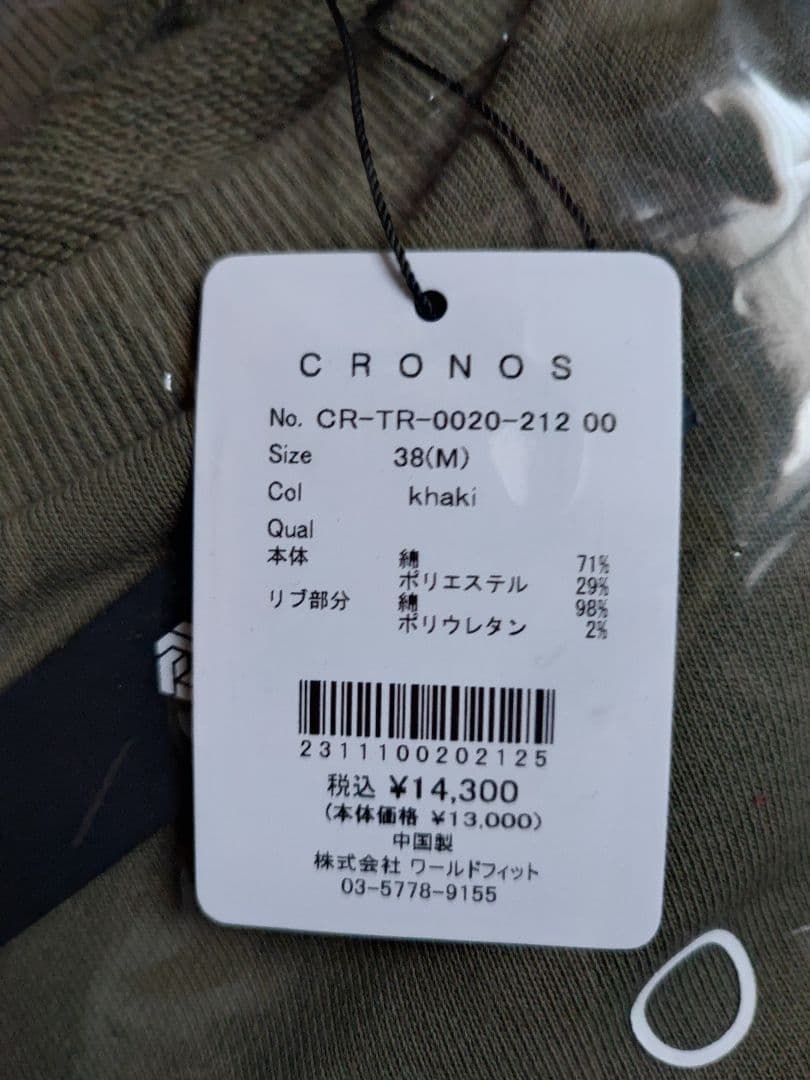 CRONOS
No. CR-TR-0020-212 00
Size 38(M)
Col khaki
Qual
本体 綿 71%
ポリエステル 29%
リブ部分 綿 98%
ポリウレタン 2%
2311100202125
税込 ¥14,300
(本体価格 ¥13,000)
中国製
株式会社 ワールドフィット
03-5778-9155